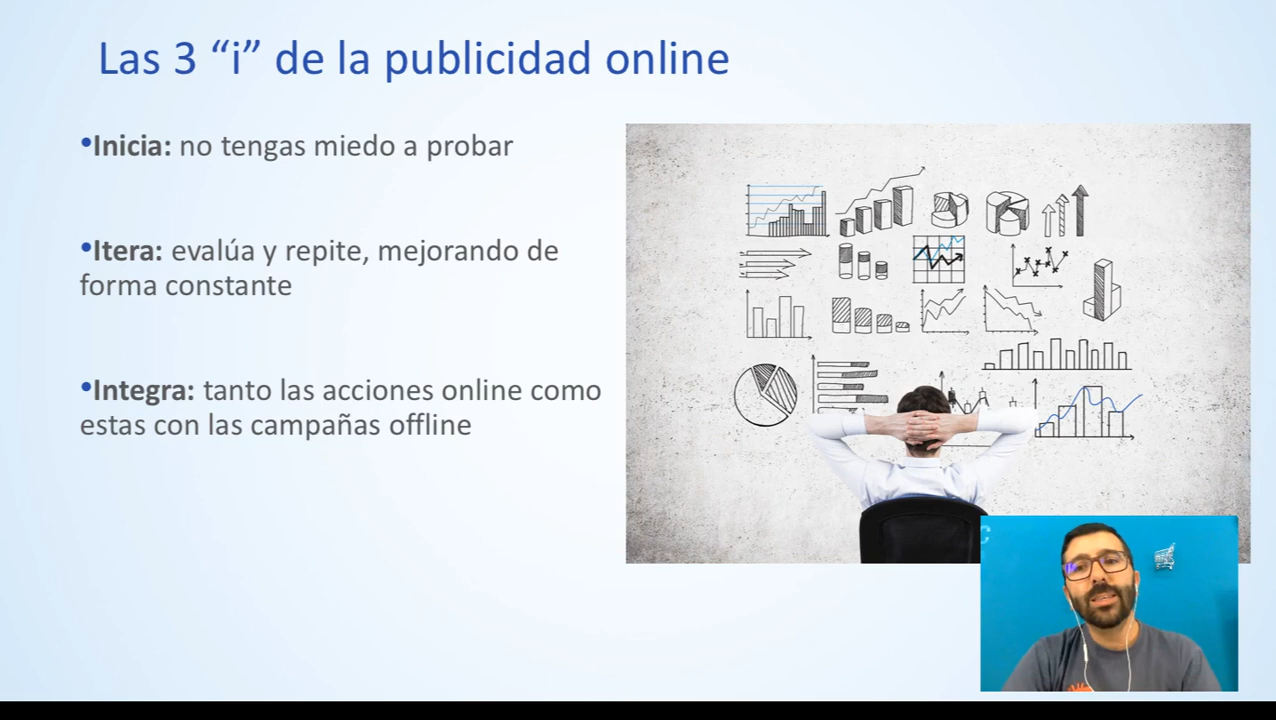 Las 3 “i” de la publicidad online
•Inicia: no tengas miedo a probar
•Itera: evalúa y repite, mejorando de
forma constante
•Integra: tanto las acciones online como
estas con las campañas offline